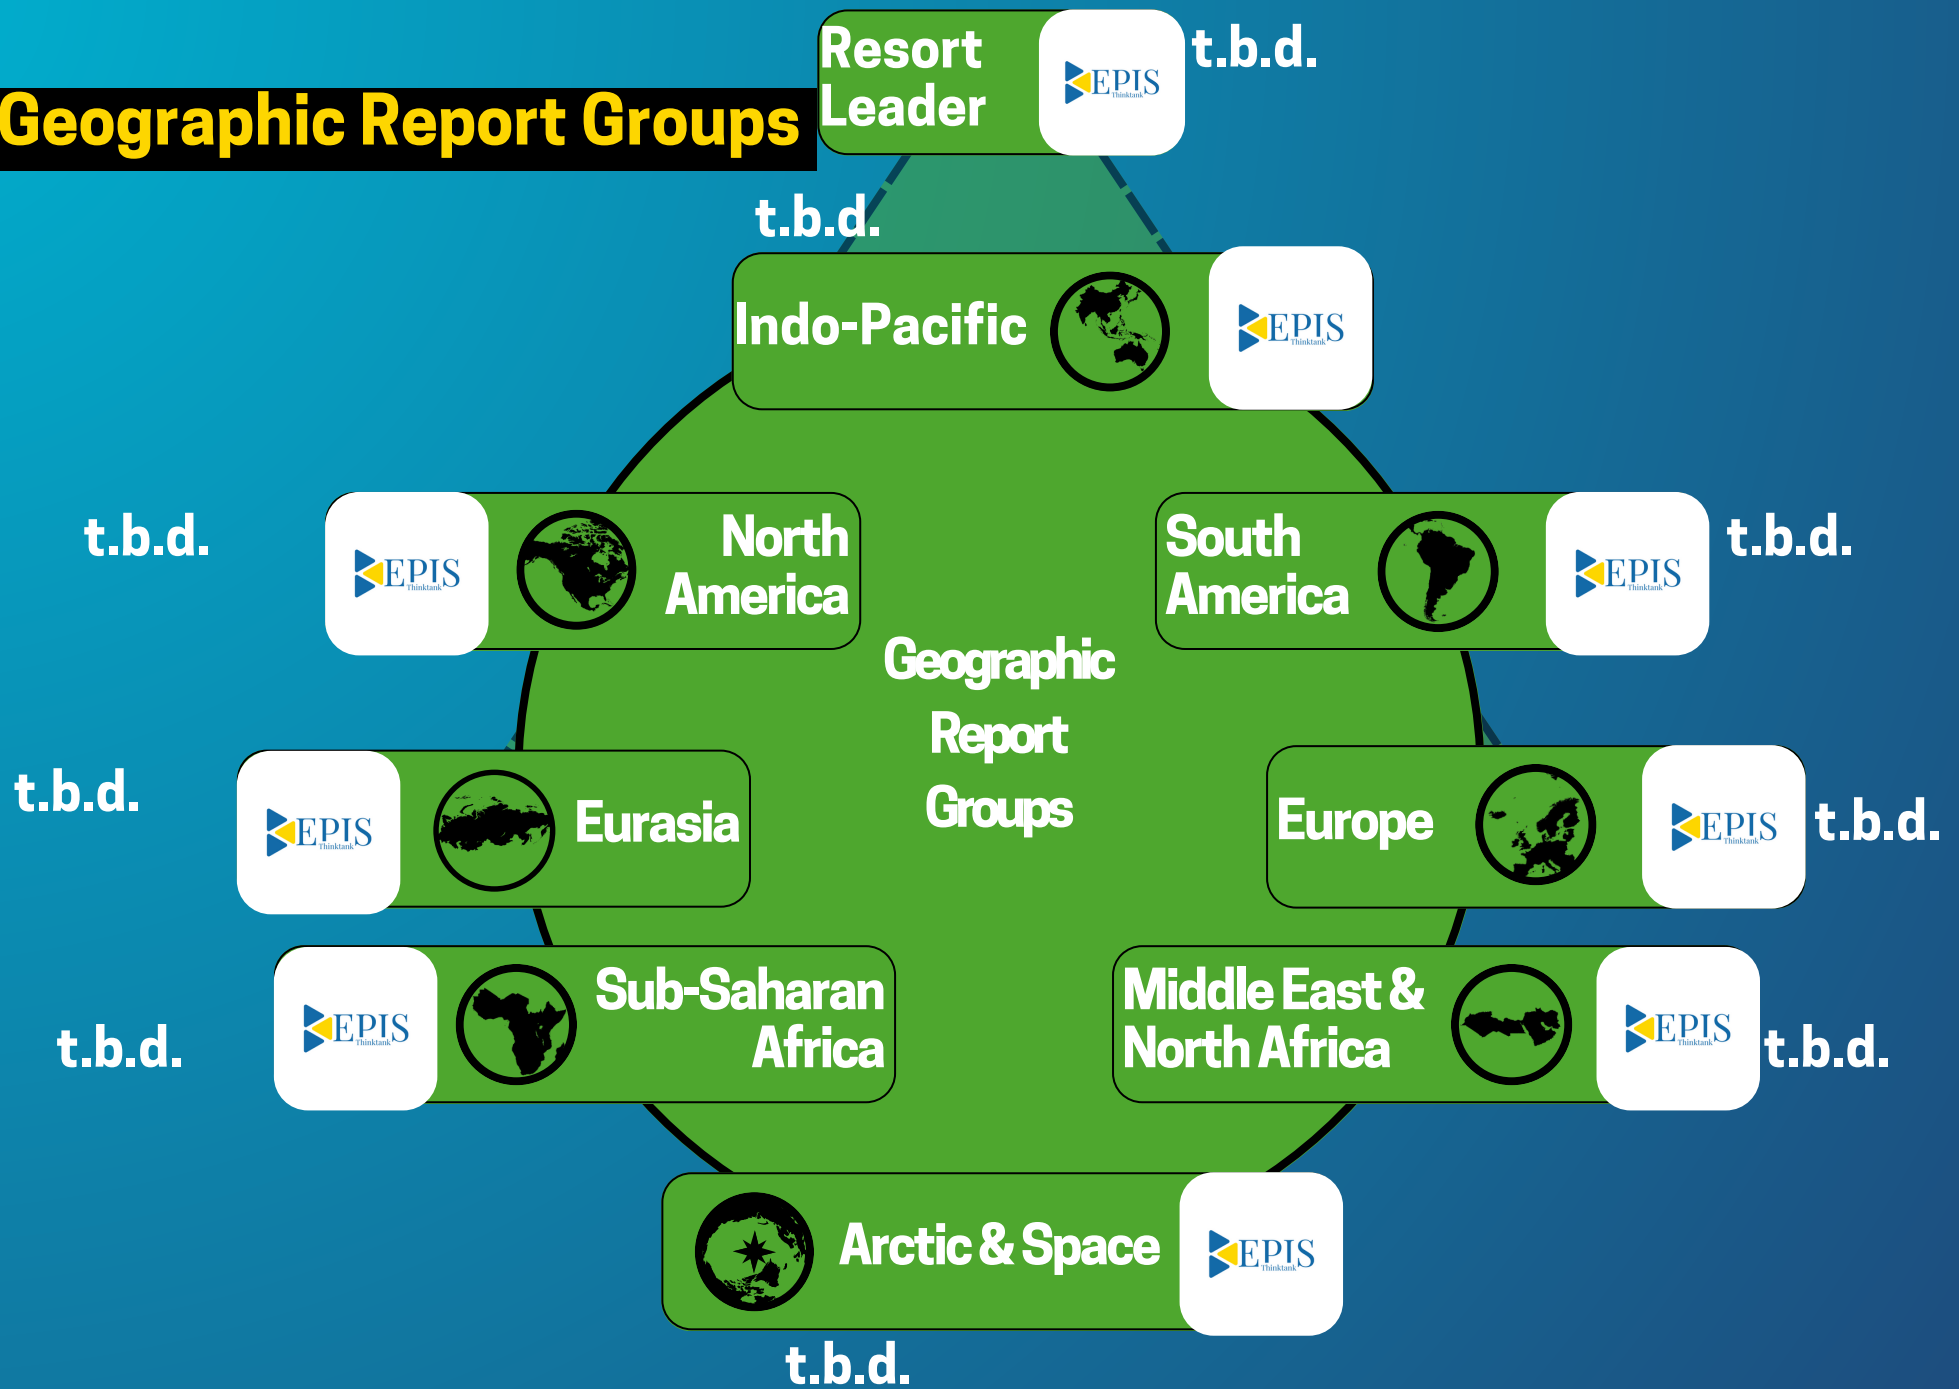 Geographic Report Groups
Resort
Leader
EPIS
Thinktank
t.b.d.
t.b.d.
Indo-Pacific
EPIS
Thinktank
t.b.d.
EPIS
Thinktank
North
America
South
America
EPIS
Thinktank
t.b.d.
Geographic
Report
Groups
t.b.d.
EPIS
Thinktank
Eurasia
Europe
EPIS
Thinktank
t.b.d.
t.b.d.
EPIS
Thinktank
Sub-Saharan
Africa
Middle East &
North Africa
EPIS
Thinktank
t.b.d.
Arctic & Space
EPIS
Thinktank
t.b.d.